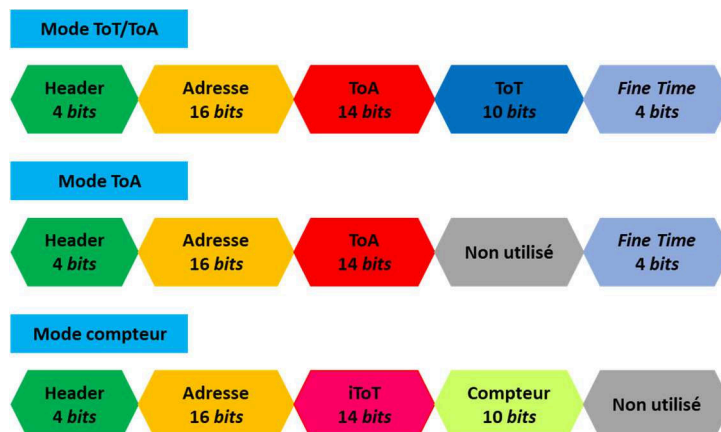 Mode ToT/ToA
Header Adresse ToA ToT Fine Time
4 bits 16 bits 14 bits 10 bits 4 bits
Mode ToA
Header Adresse ToA Non utilisé Fine Time
4 bits 16 bits 14 bits 4 bits
Mode compteur
Header Adresse iToT Compteur Non utilisé
4 bits 16 bits 14 bits 10 bits